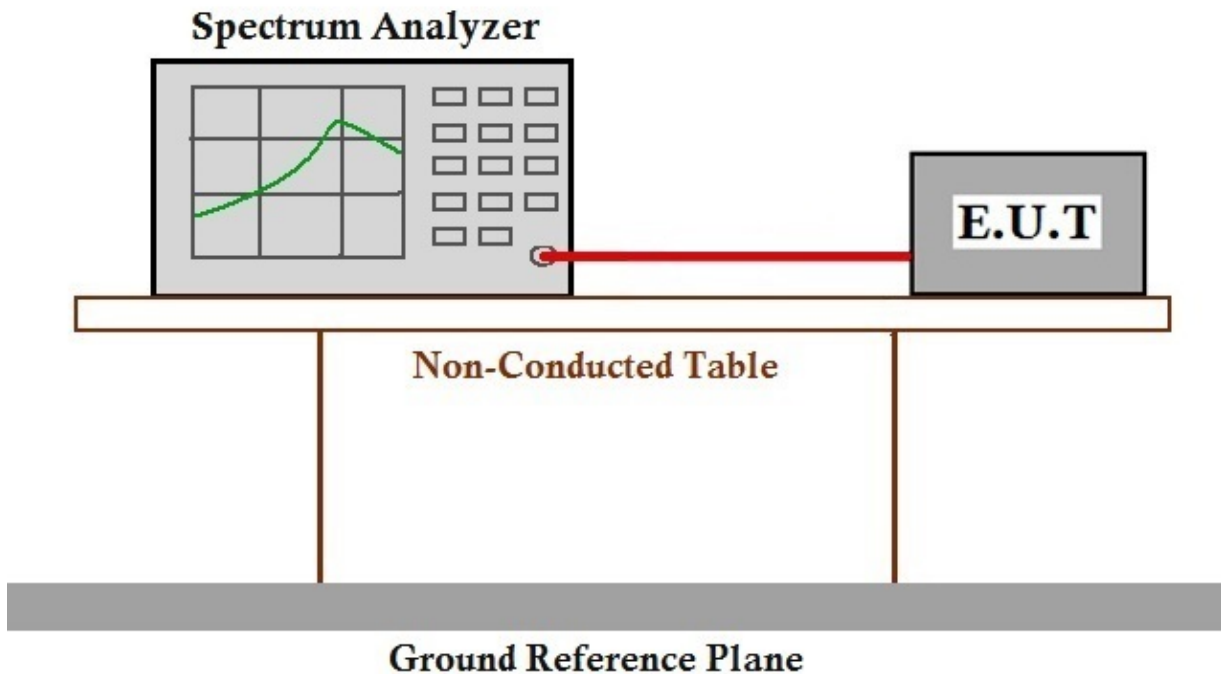 Spectrum Analyzer
E.U.T
Non-Conducted Table
Ground Reference Plane